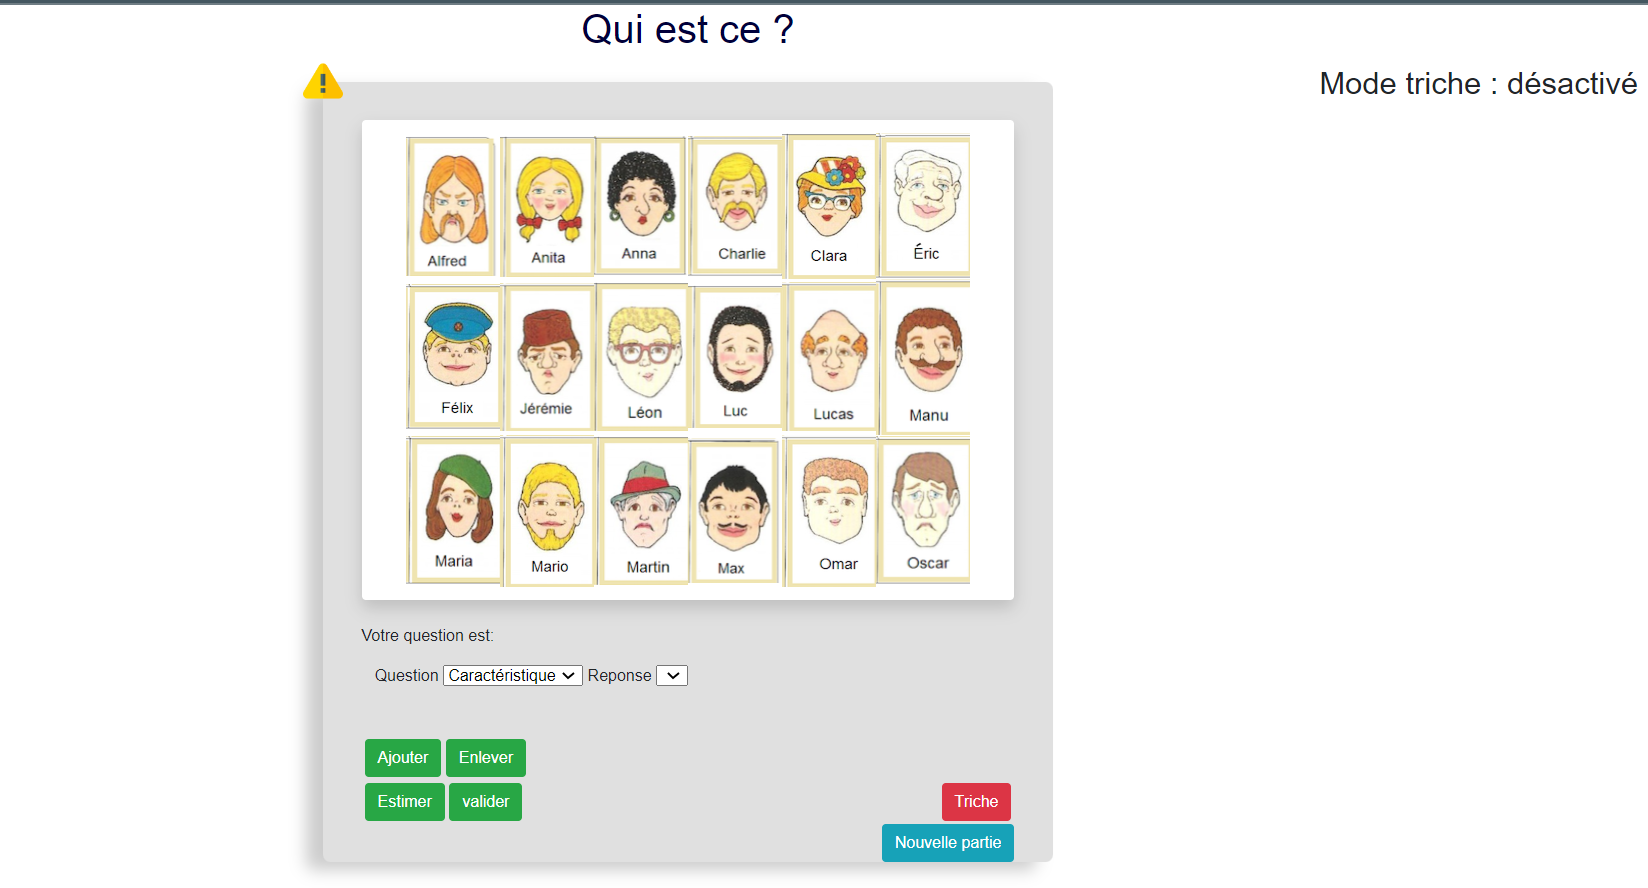 Qui est ce ?
Mode triche : désactivé
Alfred
Anita
Anna
Charlie
Clara
Éric
Félix
Jérémie
Léon
Luc
Lucas
Manu
Maria
Mario
Martin
Max
Omar
Oscar
Votre question est:
Question Caractéristique Reponse
Ajouter Enlever
Estimer valider
Triche
Nouvelle partie